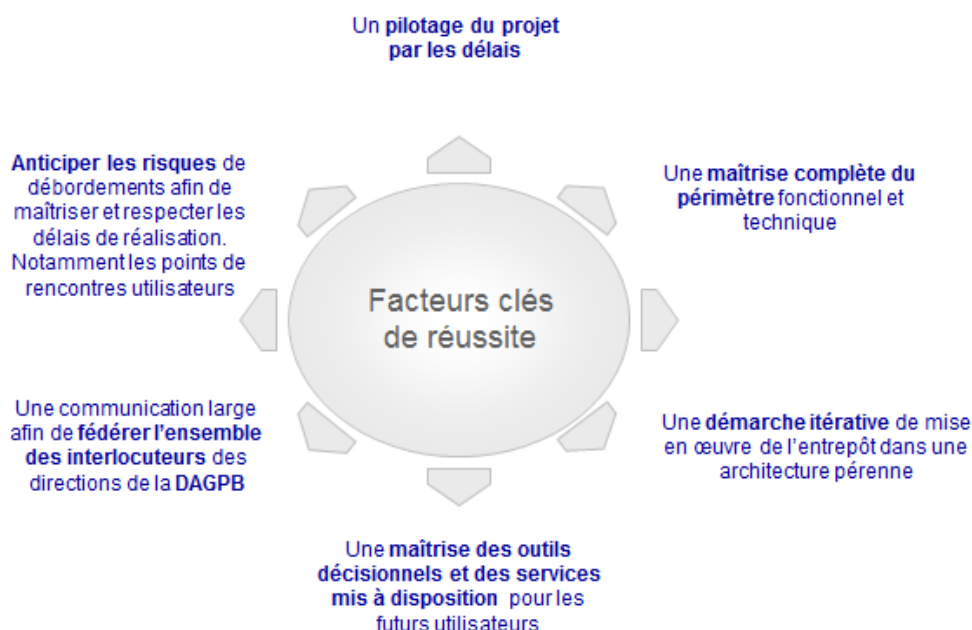 Un pilotage du projet
par les délais
Anticiper les risques de
débordements afin de
maîtriser et respecter les
délais de réalisation.
Notamment les points de
rencontres utilisateurs
Une maîtrise complète du
périmètre fonctionnel et
technique
Facteurs clés
de réussite
Une communication large
afin de fédérer l'ensemble
des interlocuteurs des
directions de la DAGPB
Une démarche itérative de mise
en œuvre de l'entrepôt dans une
architecture pérenne
Une maîtrise des outils
décisionnels et des services
mis à disposition pour les
futurs utilisateurs